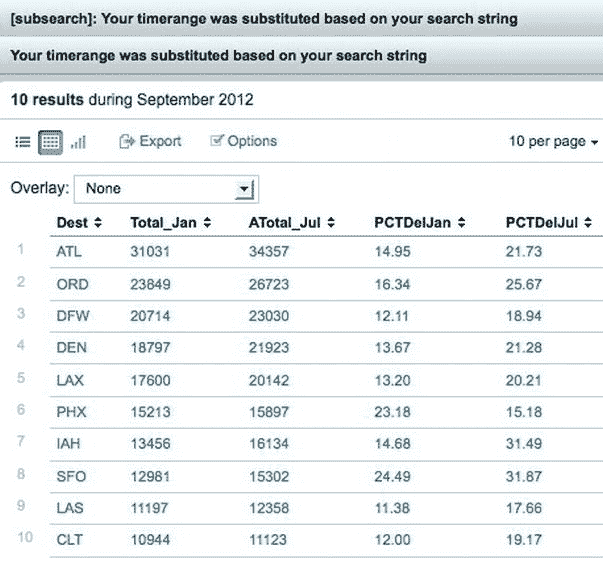 [subsearch]: Your timerange was substituted based on your search string
Your timerange was substituted based on your search string
10 results during September 2012
Export Options 10 per page
Overlay: None
Dest Total_Jan ATotal_Jul PCTDelJan PCTDelJul
1 ATL 31031 34357 14.95 21.73
2 ORD 23849 26723 16.34 25.67
3 DFW 20714 23030 12.11 18.94
4 DEN 18797 21923 13.67 21.28
5 LAX 17600 20142 13.20 20.21
6 PHX 15213 15897 23.18 15.18
7 IAH 13456 16134 14.68 31.49
8 SFO 12981 15302 24.49 31.87
9 LAS 11197 12358 11.38 17.66
10 CLT 10944 11123 12.00 19.17